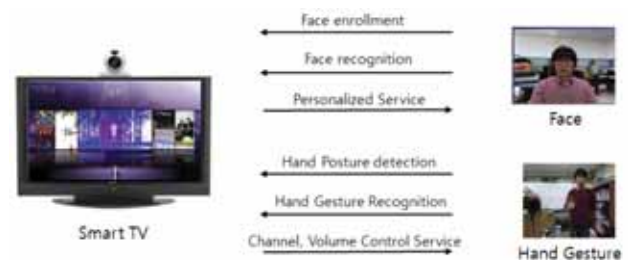 Face enrollment
Face recognition
Personalized Service
Face
Hand Posture detection
Hand Gesture Recognition
Smart TV
Channel, Volume Control Service
Hand Gesture